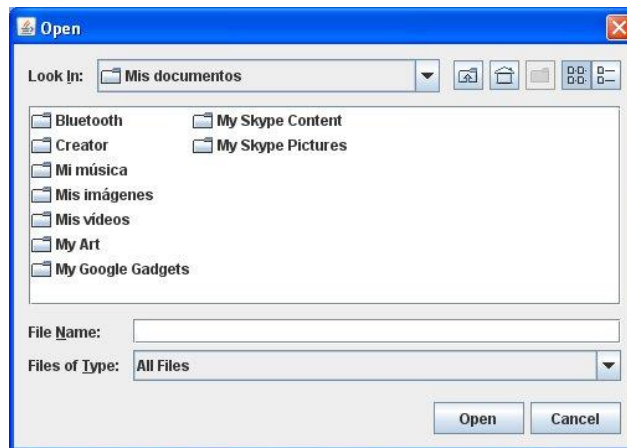 Open
Look In: Mis documentos
Bluetooth My Skype Content
Creator My Skype Pictures
Mi música
Mis imágenes
Mis vídeos
My Art
My Google Gadgets
File Name:
Files of Type: All Files
Open Cancel